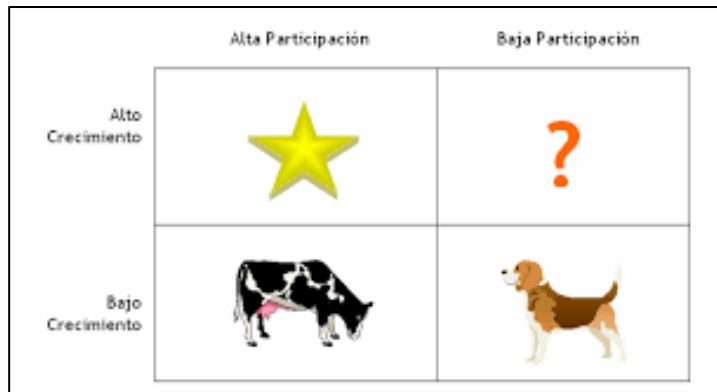 Alta Participación
Baja Participación
Alto
Crecimiento
?
Bajo
Crecimiento